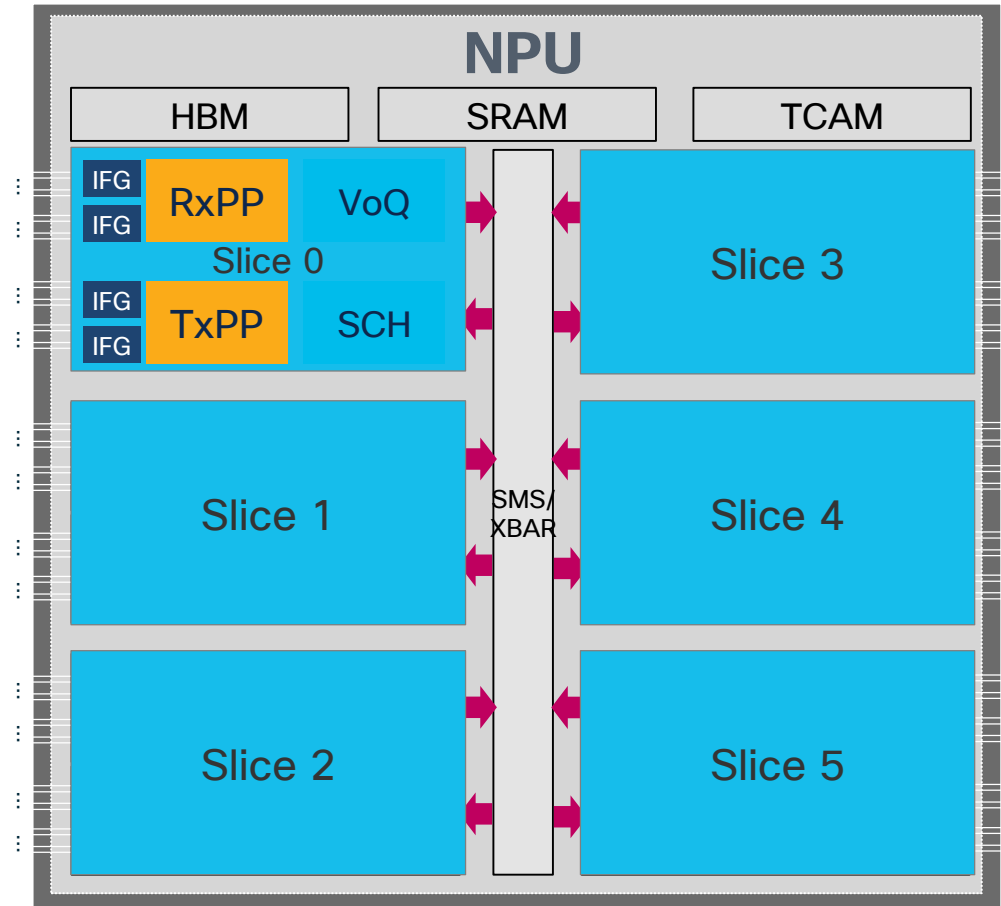 NPU
HBM
SRAM
TCAM
IFG
IFG
RxPP
VoQ
Slice 0
IFG
IFG
TxPP
SCH
Slice 3
Slice 1
SMS/
XBAR
Slice 4
Slice 2
Slice 5